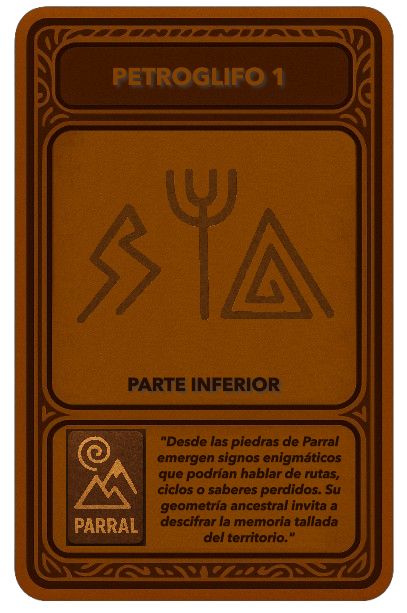 PETROGLIFO 1
PARTE INFERIOR
PARRAL
"Desde las piedras de Parral
emergen signos enigmáticos
que podrían hablar de rutas,
ciclos o saberes perdidos. Su
geometría ancestral invita a
descifrar la memoria tallada
del territorio."